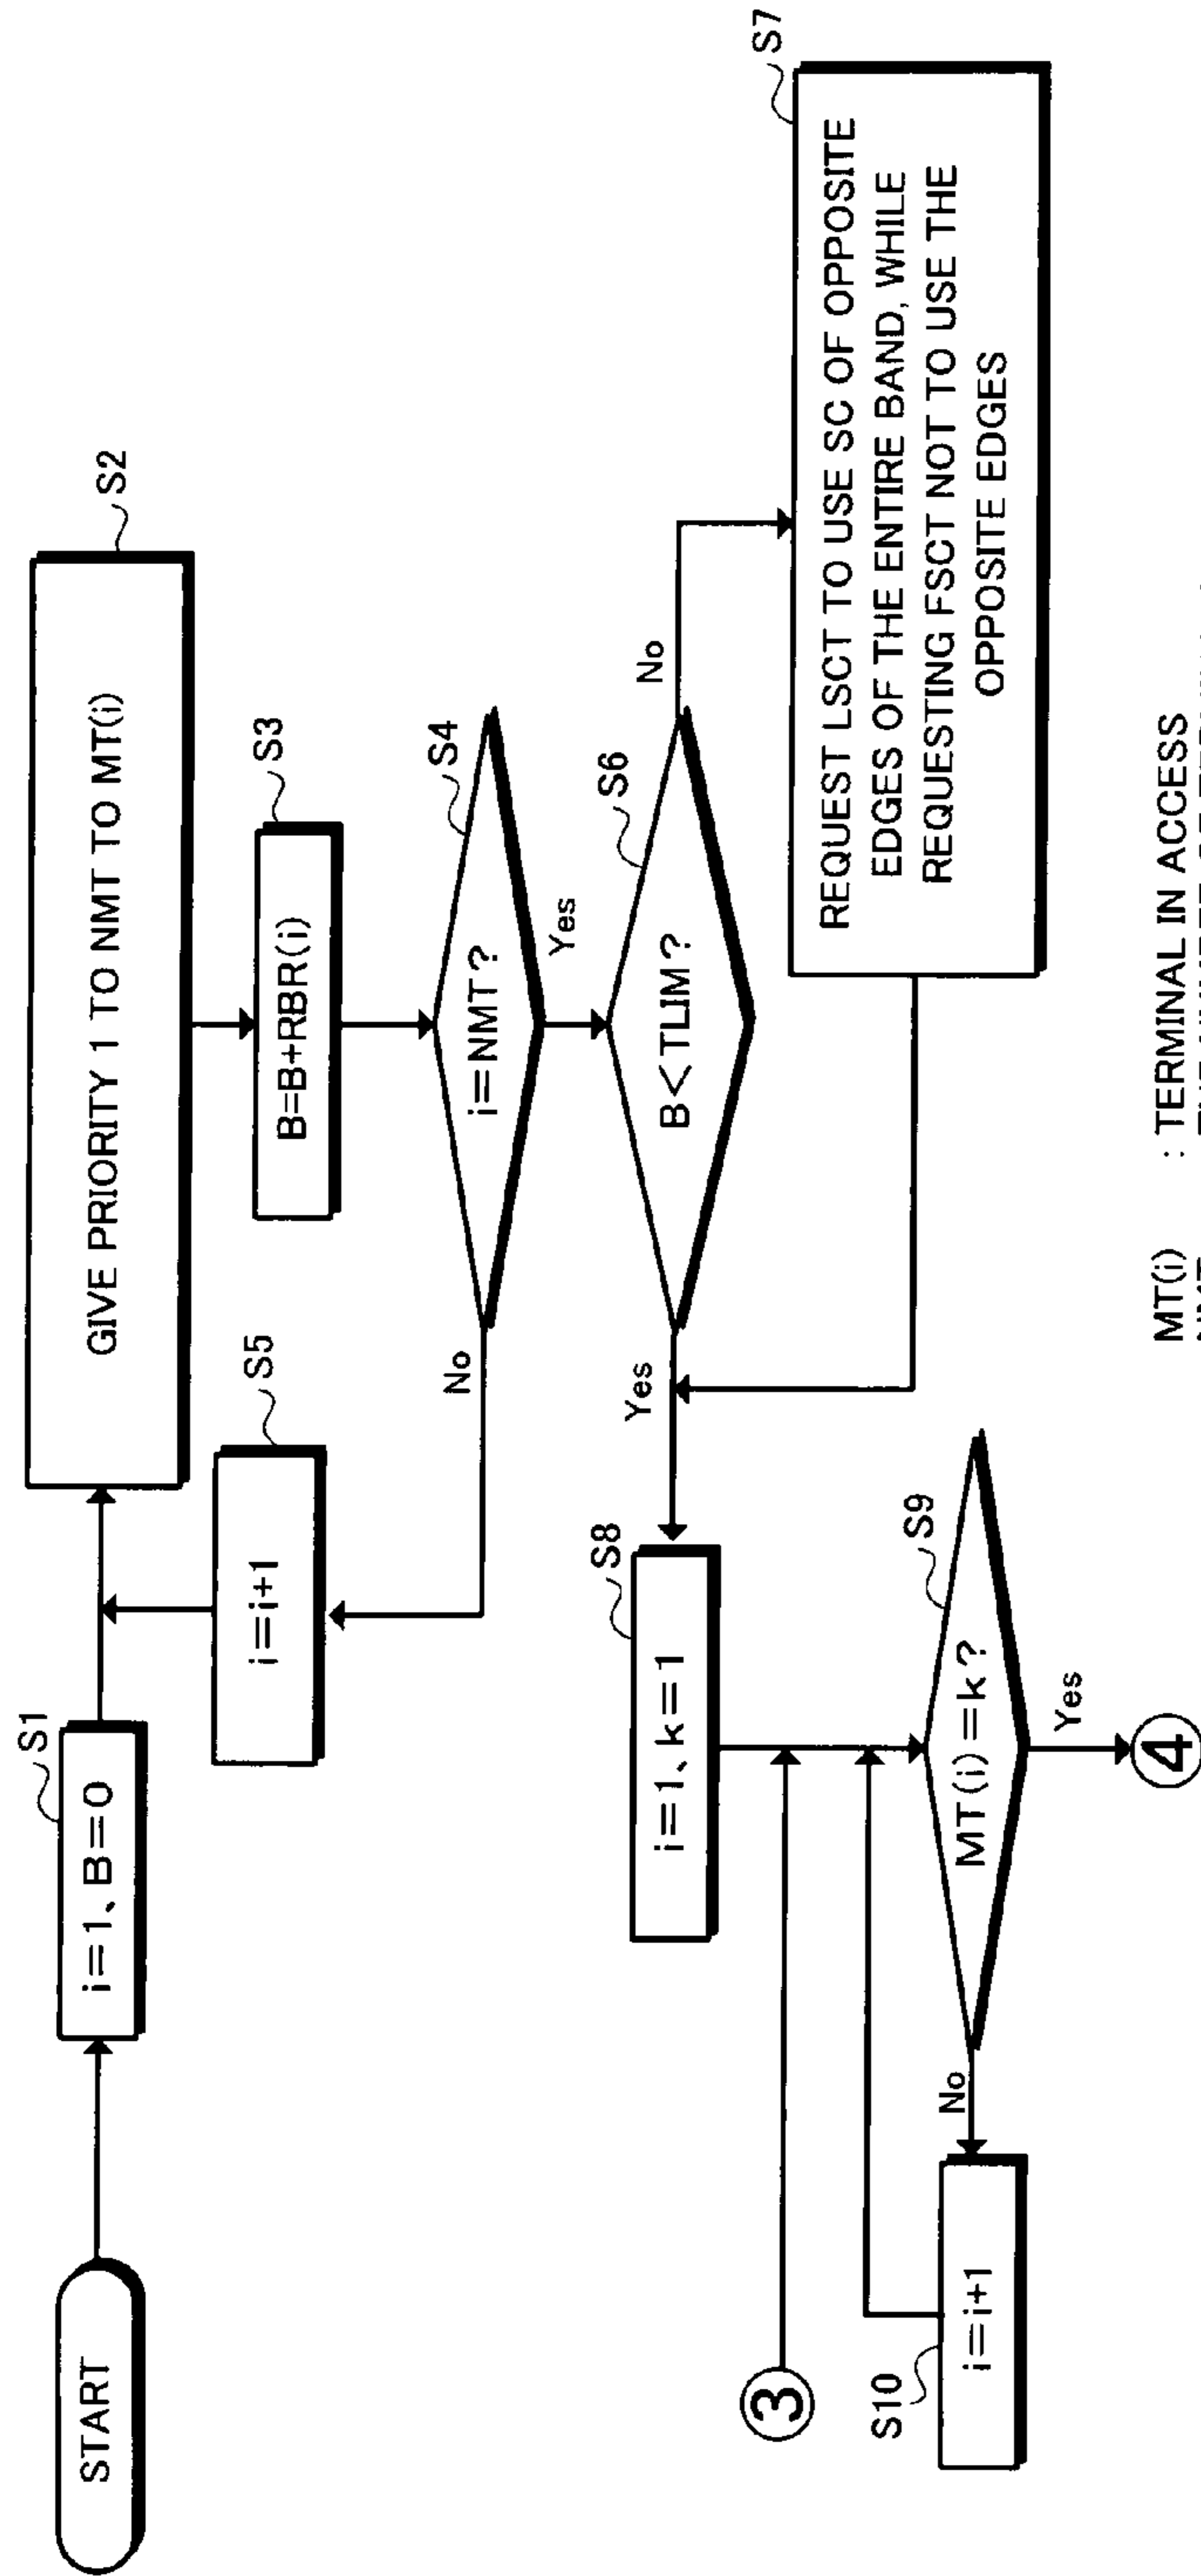 START
S1
i=1、B=0
S2
GIVE PRIORITY 1 TO NMT TO MT(i)
S3
B=B+RBR(i)
S4
i=NMT?
No
Yes
S5
i=i+1
S6
B<TLIM?
Yes
No
S7
REQUEST LSCT TO USE SC OF OPPOSITE
EDGES OF THE ENTIRE BAND, WHILE
REQUESTING FSCT NOT TO USE THE
OPPOSITE EDGES
S8
i=1、k=1
3
S9
MT(i)=k?
No
Yes
S10
i=i+1
4
MT(i) : TERMINAL IN ACCESS